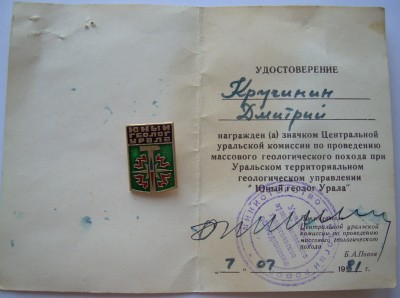 ЮНЫЙ
ГЕОЛОГ
УРАЛА
УДОСТОВЕРЕНИЕ
Кручинин
Дмитрий
награжден (а) значком Центральной
уральской комиссии по проведению
массового геологического похода при
Уральском территориальном
геологическом управлении
"Юный геолог Урала"
Центральной уральской
комиссии по проведению
массового геологического
похода
Б.А.Попов
7 07 1981 г.